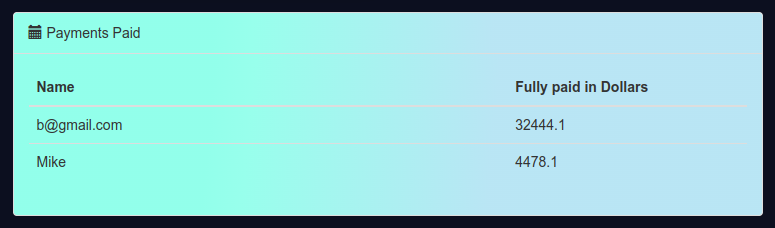 Payments Paid
Name Fully paid in Dollars
b@gmail.com 32444.1
Mike 4478.1